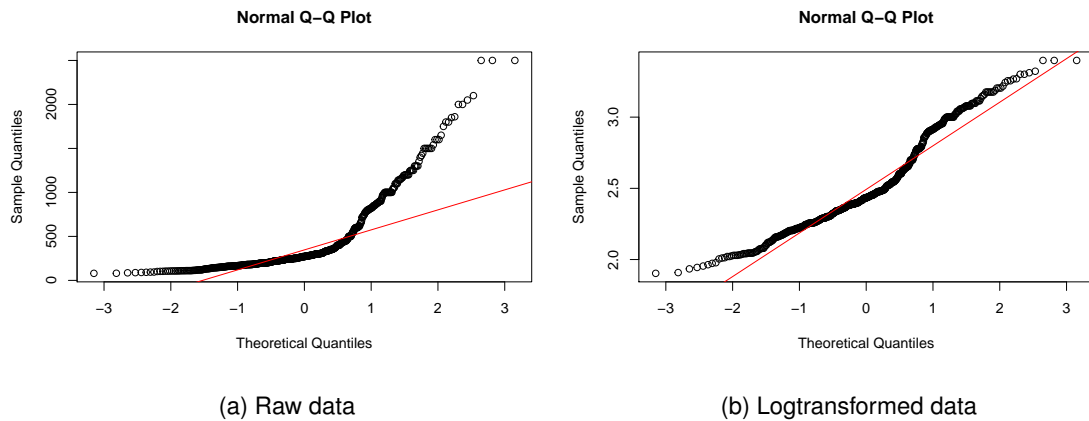 Normal Q−Q Plot
Sample Quantiles
0
500
1000
2000
−3 −2 −1 0 1 2 3
Theoretical Quantiles
(a) Raw data
Normal Q−Q Plot
Sample Quantiles
2.0
2.5
3.0
−3 −2 −1 0 1 2 3
Theoretical Quantiles
(b) Logtransformed data